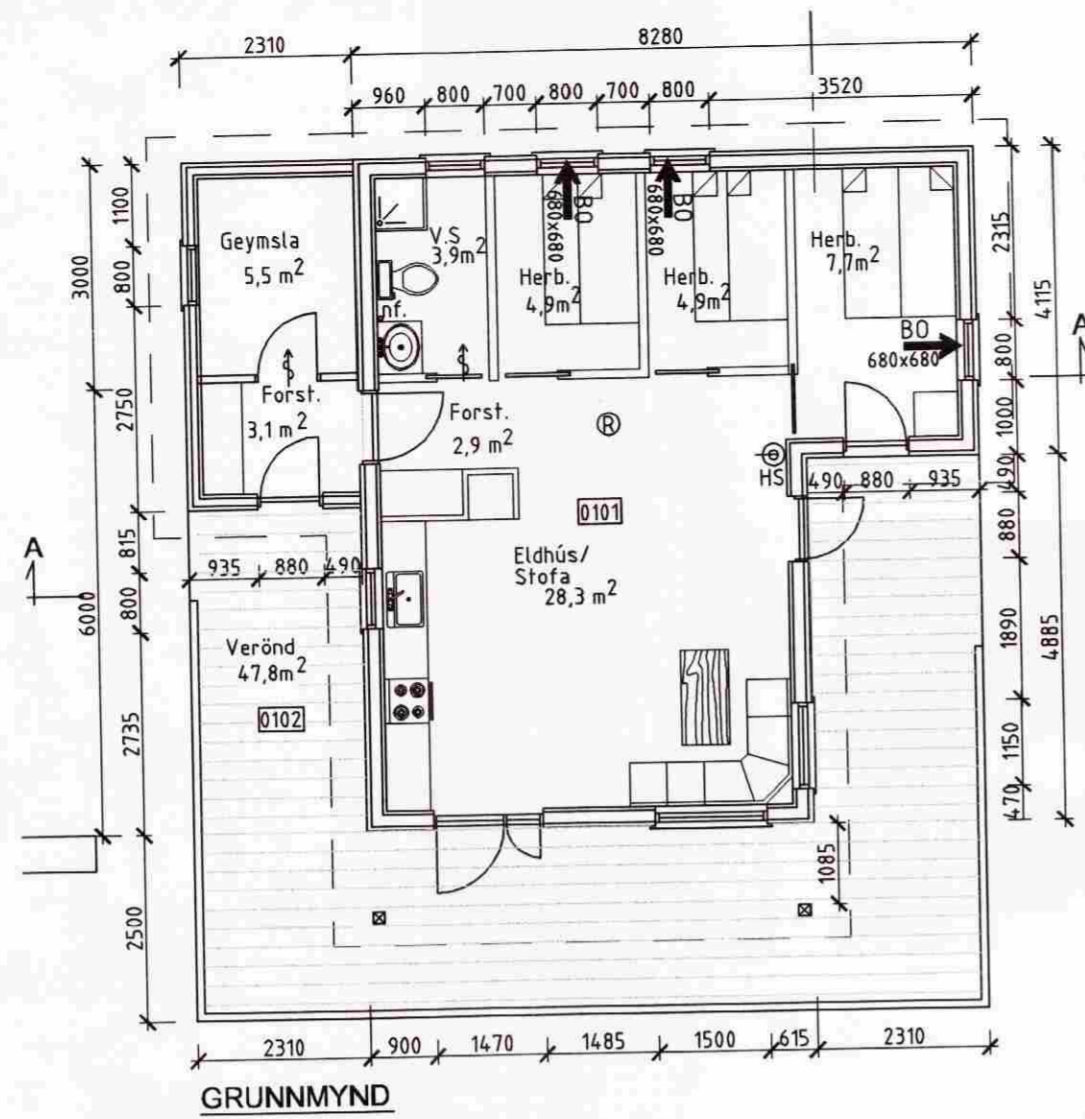 2310
8280
960
800
700
800
700
800
3520
1100
800
3000
2750
815
800
6000
2735
2500
Geymsla
5,5 m2
V.S
3,9m2
nf.
680x680
BO
Herb.
4,9m2
680x680
BO
Herb.
4,9m2
Herb.
7,7m2
BO
680x680
2315
4115
800
1000
490
880
1890
4885
1150
470
A
A
Forst.
3,1 m2
Forst.
2,9 m2
R
HS
490
880
935
0101
Eldhús/
Stofa
28,3 m2
935
880
490
Verönd
47,8m2
0102
1085
2310
900
1470
1485
1500
615
2310
GRUNNMYND